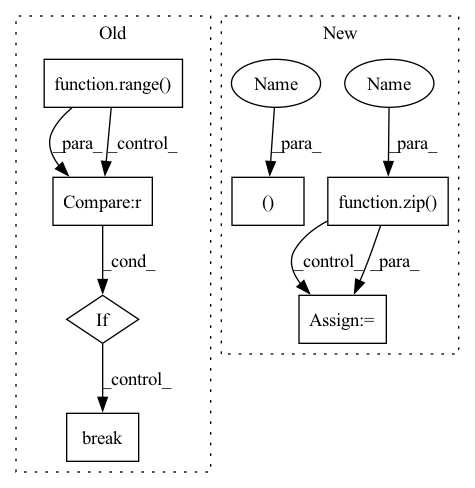 Old
New
function.range()
Name
Name
_para_
_control_
_para_
_para_
Compare:r
()
function.zip()
_cond_
_control_
_para_
If
Assign:=
_control_
break